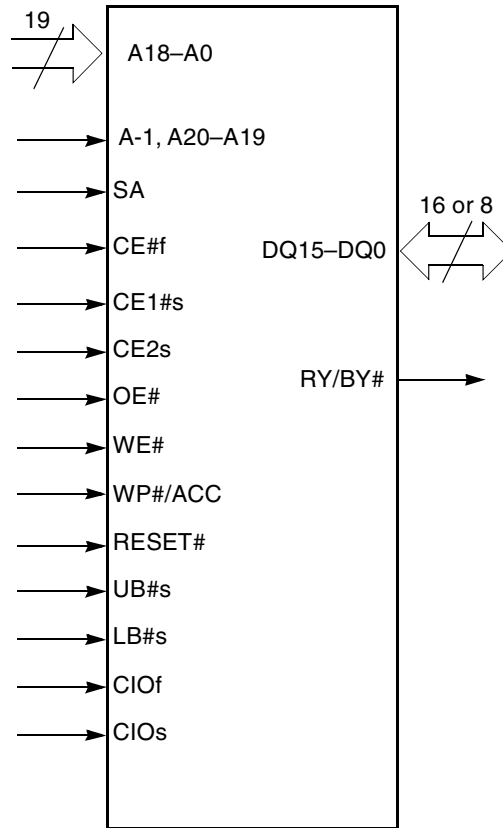 19
A18–A0
A-1, A20–A19
SA
16 or 8
CE#f
DQ15–DQ0
CE1#s
CE2s
RY/BY#
OE#
WE#
WP#/ACC
RESET#
UB#s
LB#s
CIOf
CIOs